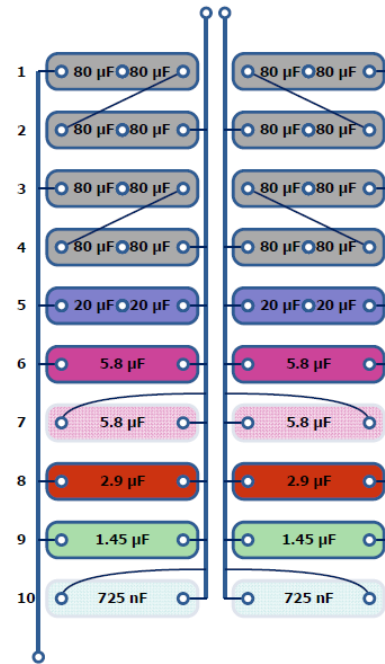 1 80 µF 80 µF 80 µF 80 µF
2 80 µF 80 µF 80 µF 80 µF
3 80 µF 80 µF 80 µF 80 µF
4 80 µF 80 µF 80 µF 80 µF
5 20 µF 20 µF 20 µF 20 µF
6 5.8 µF 5.8 µF
7 5.8 µF 5.8 µF
8 2.9 µF 2.9 µF
9 1.45 µF 1.45 µF
10 725 nF 725 nF